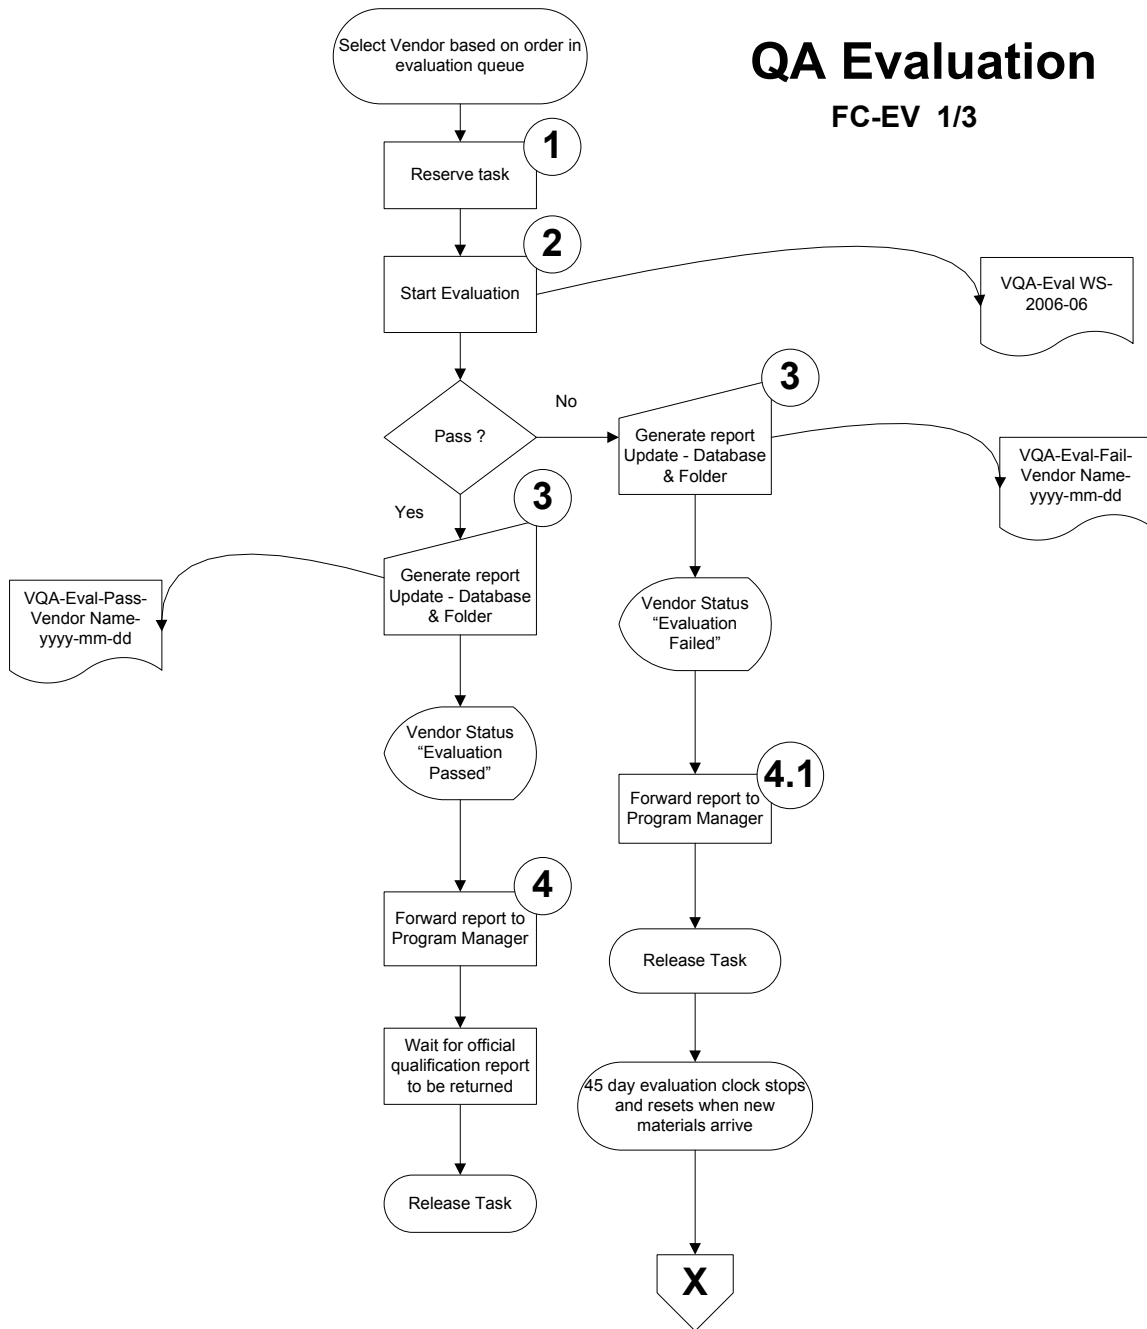 QA Evaluation
FC-EV 1/3
Select Vendor based on order in
evaluation queue
1
Reserve task
2
Start Evaluation
VQA-Eval WS-
2006-06
Pass ?
No
3
Generate report
Update - Database
& Folder
VQA-Eval-Fail-
Vendor Name-
yyyy-mm-dd
Yes
3
Generate report
Update - Database
& Folder
VQA-Eval-Pass-
Vendor Name-
yyyy-mm-dd
Vendor Status
“Evaluation
Failed”
Vendor Status
“Evaluation
Passed”
4.1
Forward report to
Program Manager
4
Forward report to
Program Manager
Release Task
Wait for official
qualification report
to be returned
45 day evaluation clock stops
and resets when new
materials arrive
Release Task
X